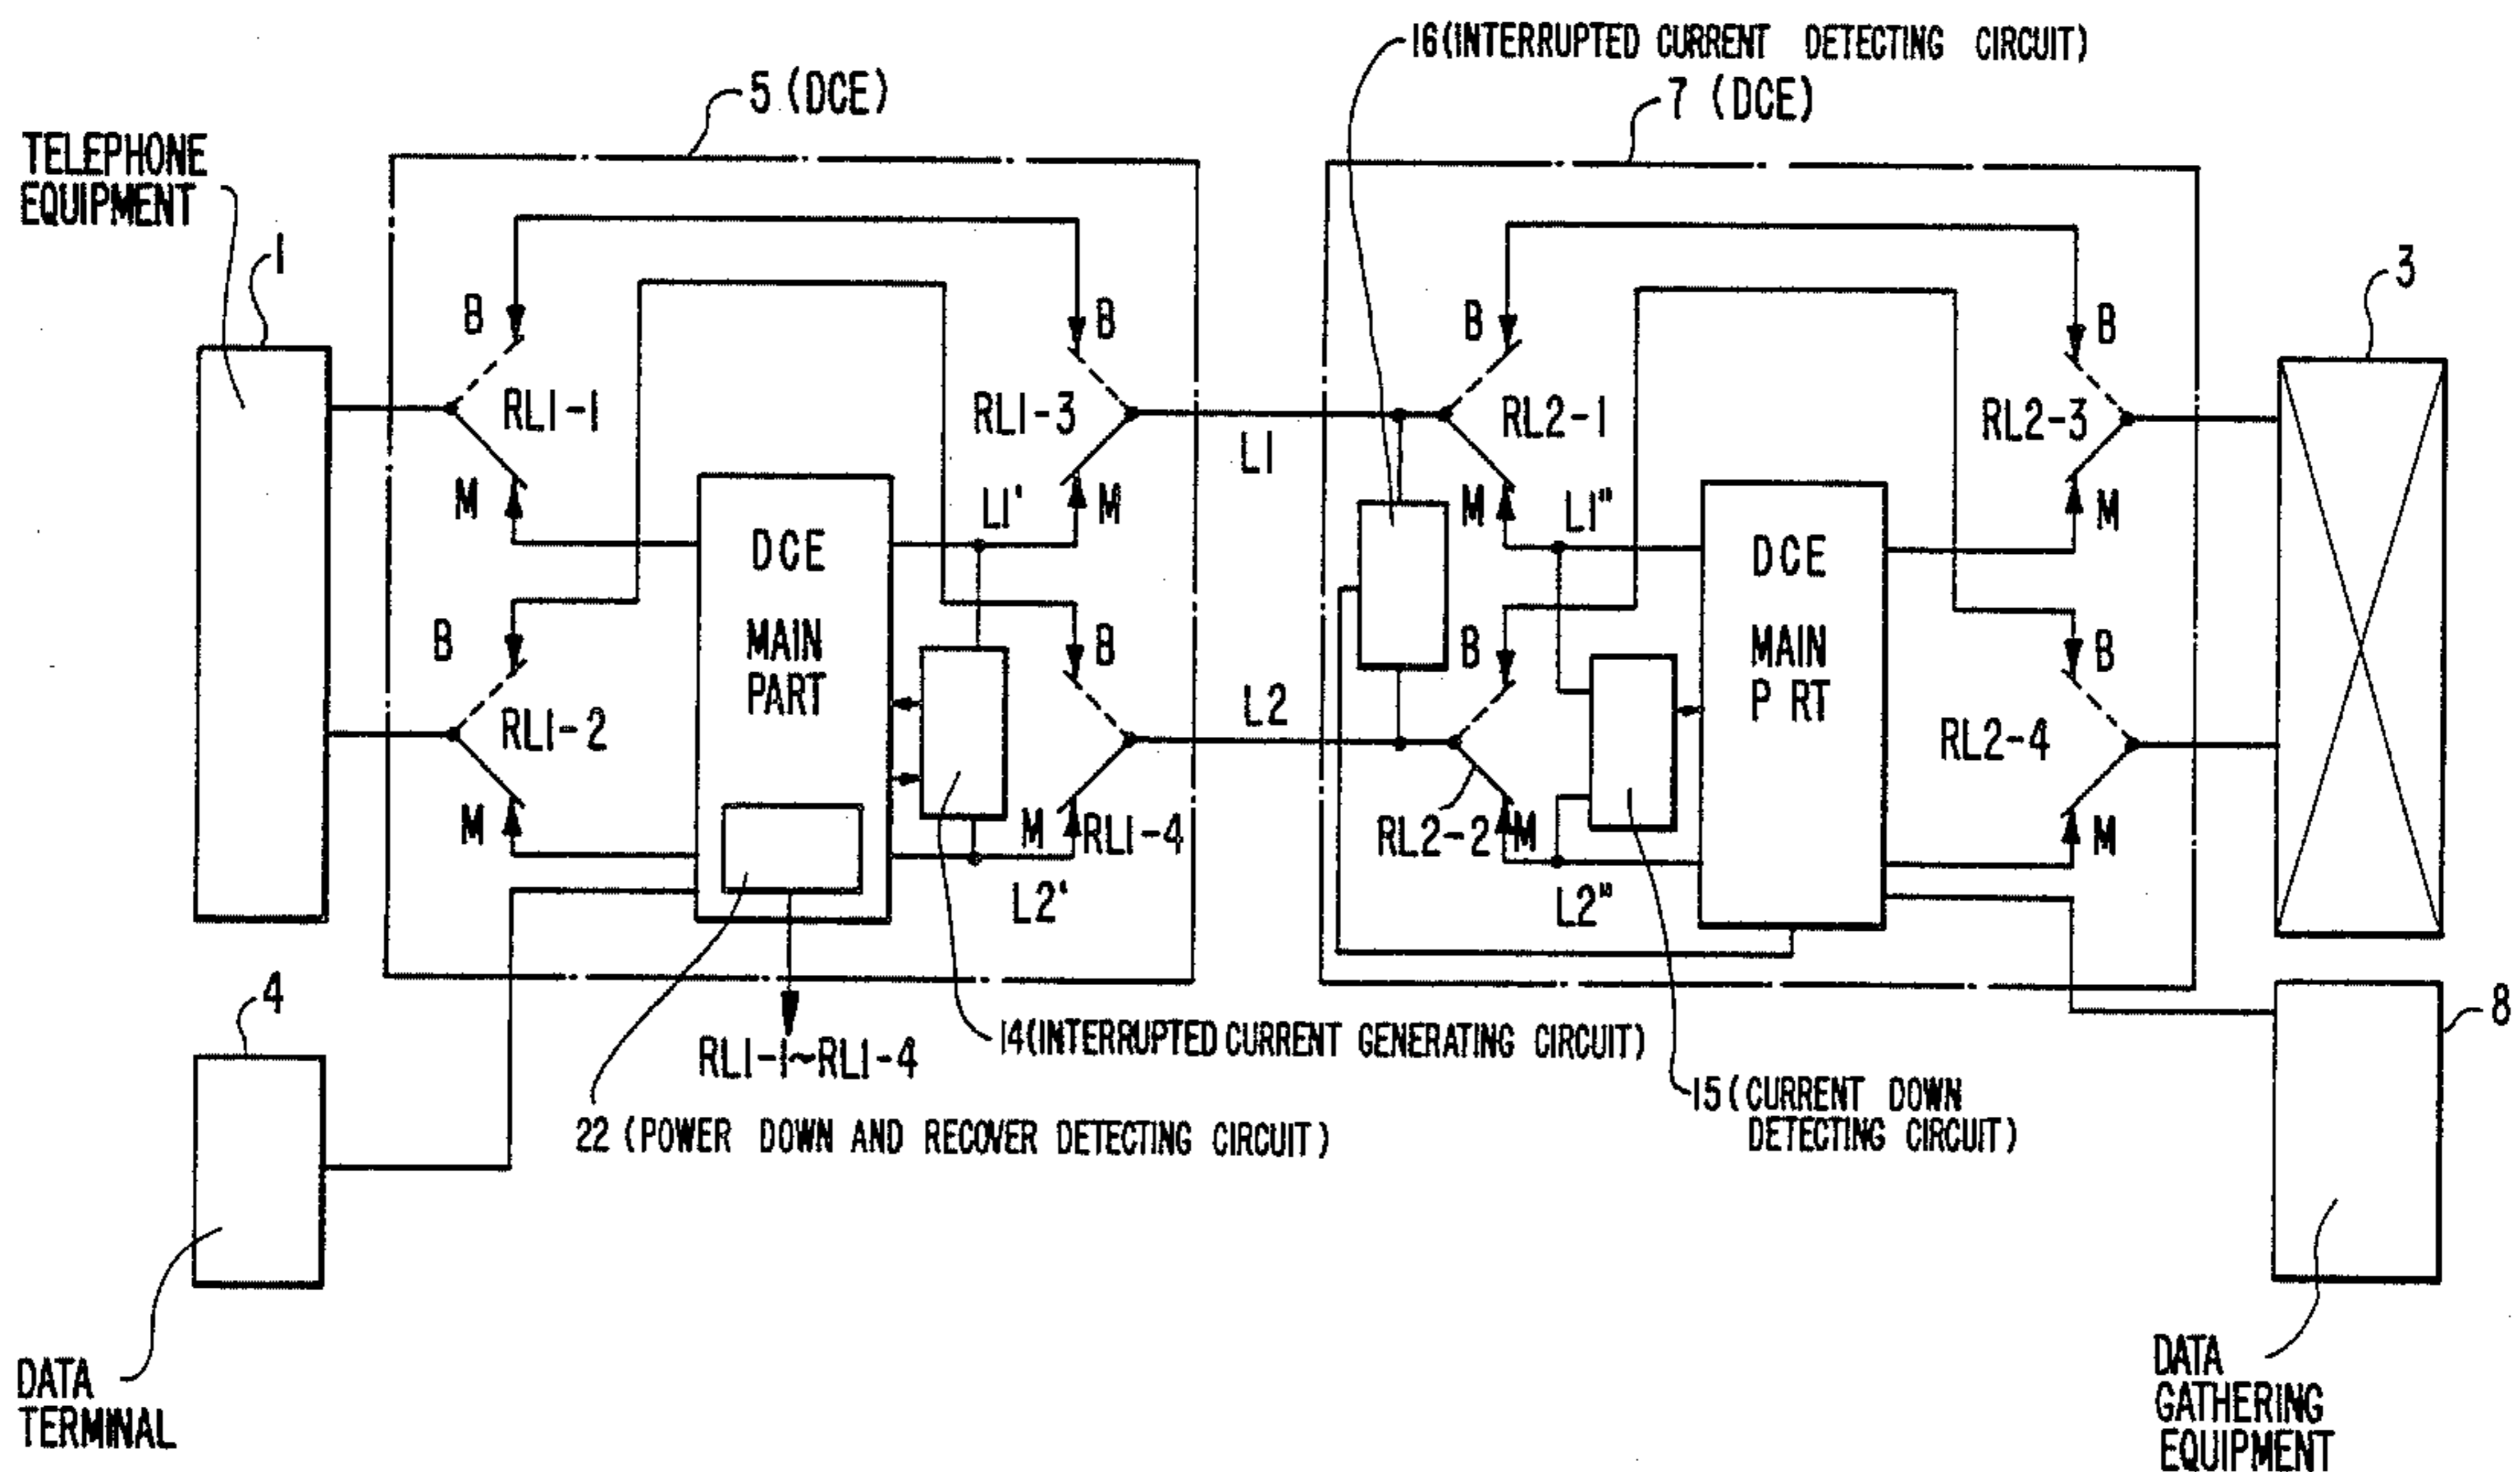 16(INTERRUPTED CURRENT DETECTING CIRCUIT)
5 (DCE)
7 (DCE)
TELEPHONE
EQUIPMENT
1
3
B
B
B
B
RL1-1
RL1-3
RL2-1
RL2-3
L1
M
L1'
M
M
L1"
M
DCE
MAIN
PART
DCE
MAIN
P RT
B
B
B
B
RL1-2
L2
RL2-4
M
M
RL1-4
RL2-2
M
M
L2'
L2"
4
8
RL1-1~RL1-4
14(INTERRUPTED CURRENT GENERATING CIRCUIT)
15(CURRENT DOWN
DETECTING CIRCUIT)
22 (POWER DOWN AND RECOVER DETECTING CIRCUIT)
DATA
TERMINAL
DATA
GATHERING
EQUIPMENT